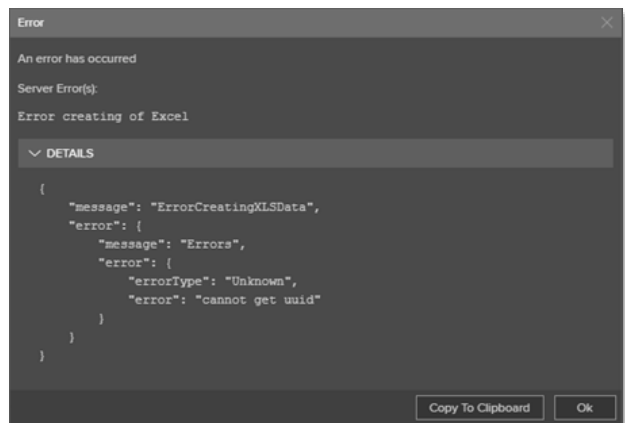 Error
An error has occurred
Server Error(s):
Error creating of Excel
DETAILS
{
"message": "ErrorCreatingXLSData",
"error": {
"message": "Errors",
"error": {
"errorType": "Unknown",
"error": "cannot get uuid"
}
}
}
Copy To Clipboard
Ok